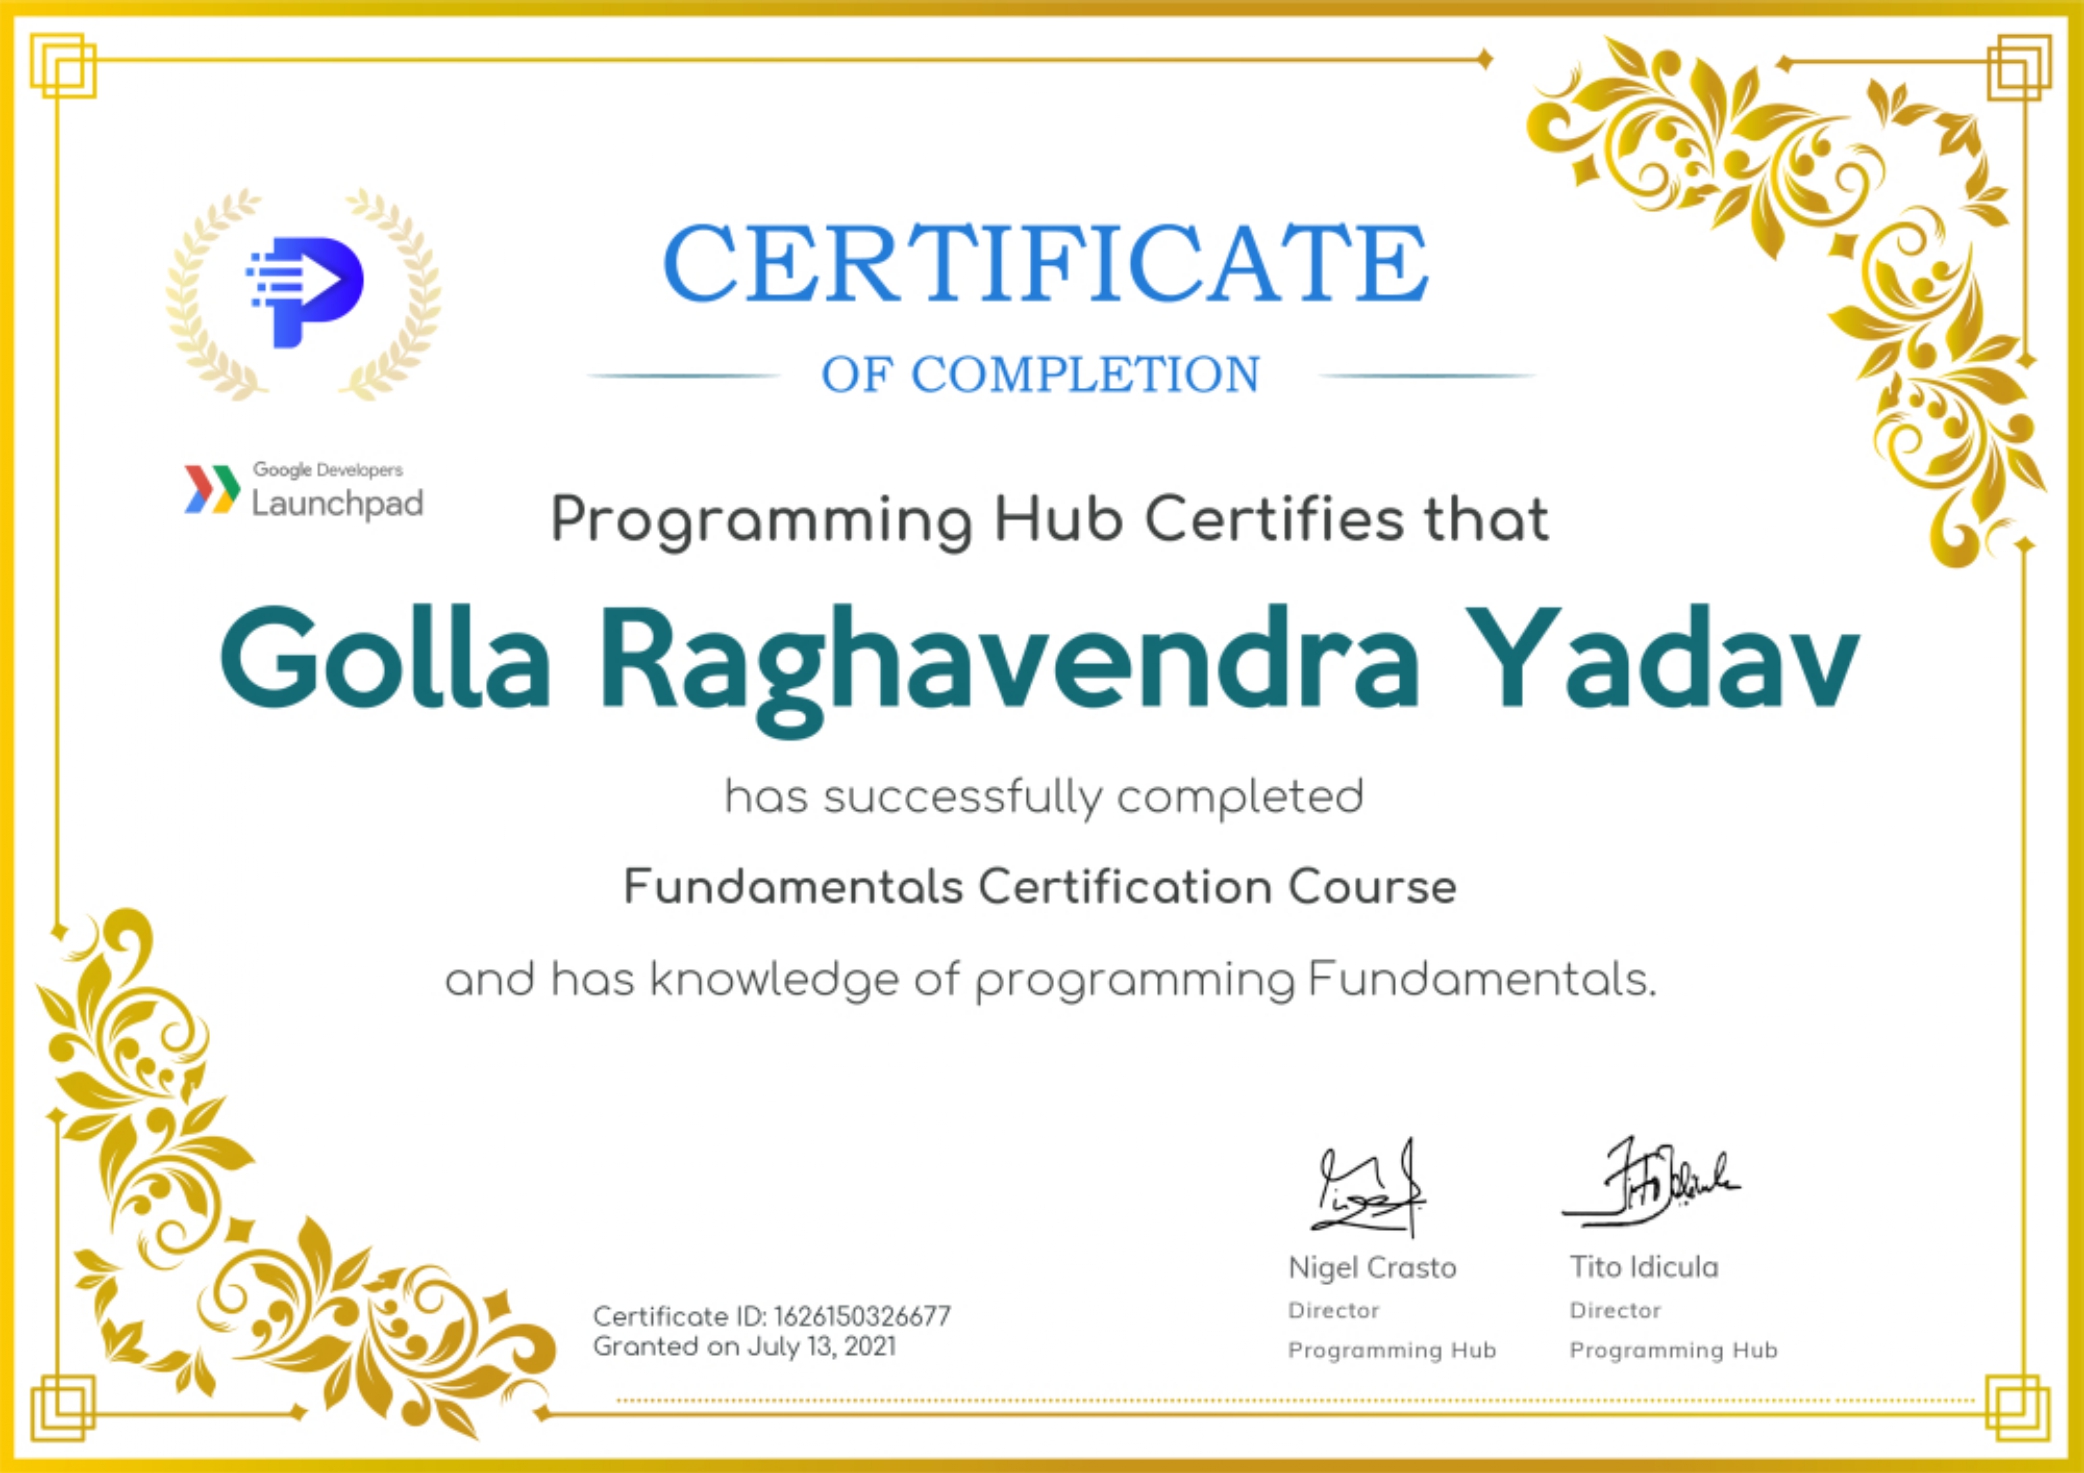 CERTIFICATE
OF COMPLETION
Google Developers
Launchpad
Programming Hub Certifies that
Golla Raghavendra Yadav
has successfully completed
Fundamentals Certification Course
and has knowledge of programming Fundamentals.
Nigel Crasto
Director
Programming Hub
Tito Idicula
Director
Programming Hub
Certificate ID: 1626150326677
Granted on July 13, 2021